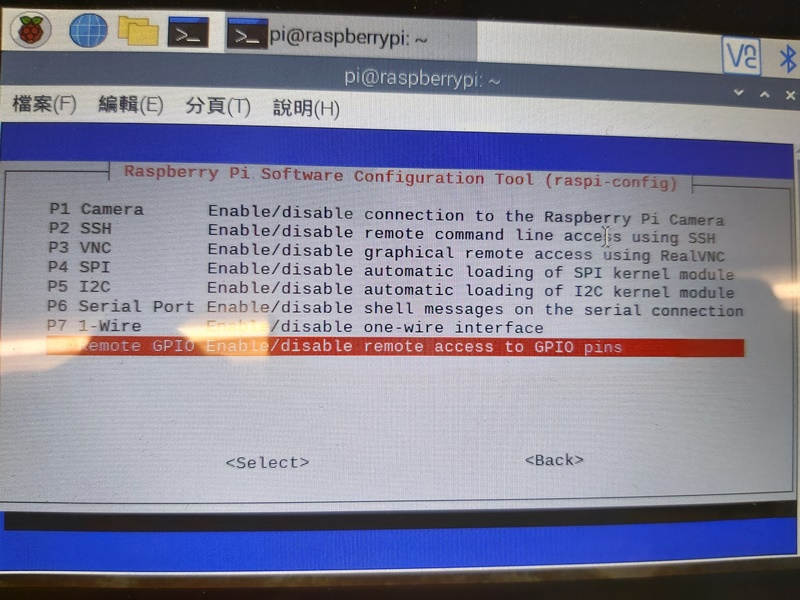 pi@raspberrypi: ~
pi@raspberrypi: ~
檔案(F) 編輯(E) 分頁(T) 說明(H)
Raspberry Pi Software Configuration Tool (raspi-config)
P1 Camera Enable/disable connection to the Raspberry Pi Camera
P2 SSH Enable/disable remote command line access using SSH
P3 VNC Enable/disable graphical remote access using RealVNC
P4 SPI Enable/disable automatic loading of SPI kernel module
P5 I2C Enable/disable automatic loading of I2C kernel module
P6 Serial Port Enable/disable shell messages on the serial connection
P7 1-Wire Enable/disable one-wire interface
Remote GPIO Enable/disable remote access to GPIO pins
<Select> <Back>